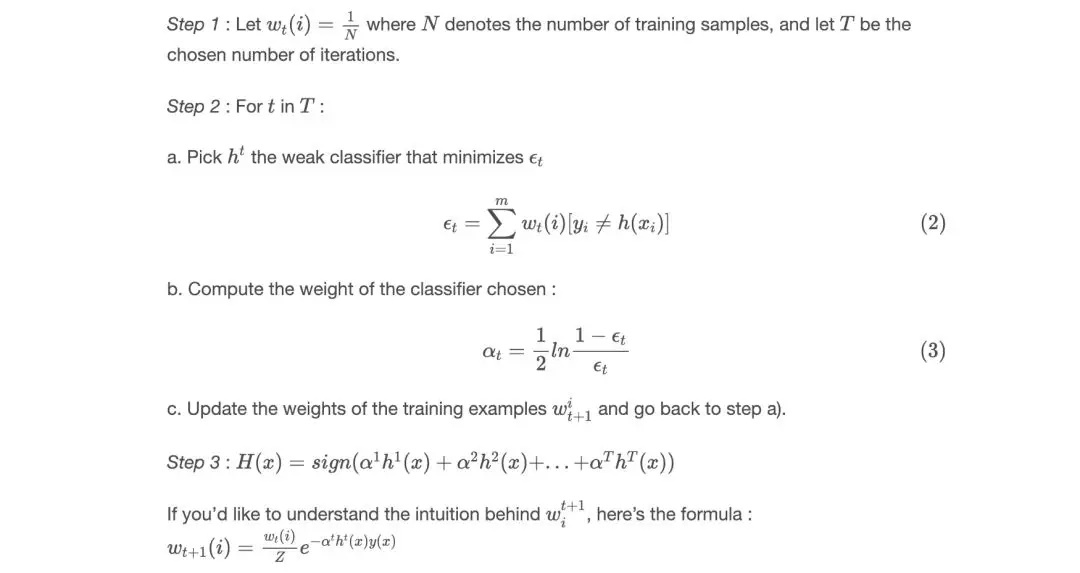 Step 1 : Let $w_t(i) = \frac{1}{N}$ where $N$ denotes the number of training samples, and let $T$ be the
chosen number of iterations.
Step 2 : For $t$ in $T$ :
a. Pick $h^t$ the weak classifier that minimizes $\epsilon_t$
$\epsilon_t = \sum_{i=1}^{m} w_t(i)[y_i \neq h(x_i)]$ (2)
b. Compute the weight of the classifier chosen :
$\alpha_t = \frac{1}{2} ln \frac{1 - \epsilon_t}{\epsilon_t}$ (3)
c. Update the weights of the training examples $w_{t+1}^i$ and go back to step a).
Step 3 : $H(x) = sign(\alpha^1 h^1(x) + \alpha^2 h^2(x) + \ldots + \alpha^T h^T(x))$
If you'd like to understand the intuition behind $w_i^{t+1}$, here's the formula :
$w_{t+1}(i) = \frac{w_t(i)}{Z} e^{-\alpha^t h^t(x) y(x)}$